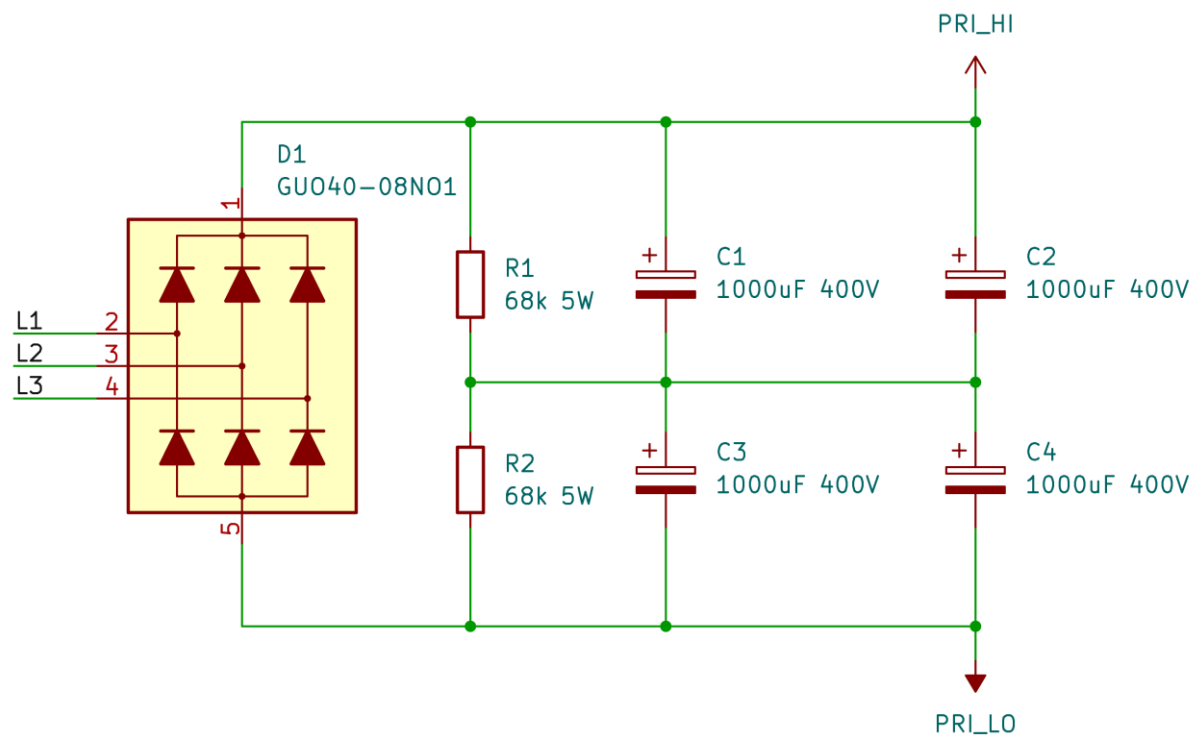 PRI_HI
D1
GUO40-08NO1
1
L1
2
L2
3
L3
4
5
R1
68k 5W
+
C1
1000uF 400V
+
C2
1000uF 400V
R2
68k 5W
+
C3
1000uF 400V
+
C4
1000uF 400V
PRI_LO